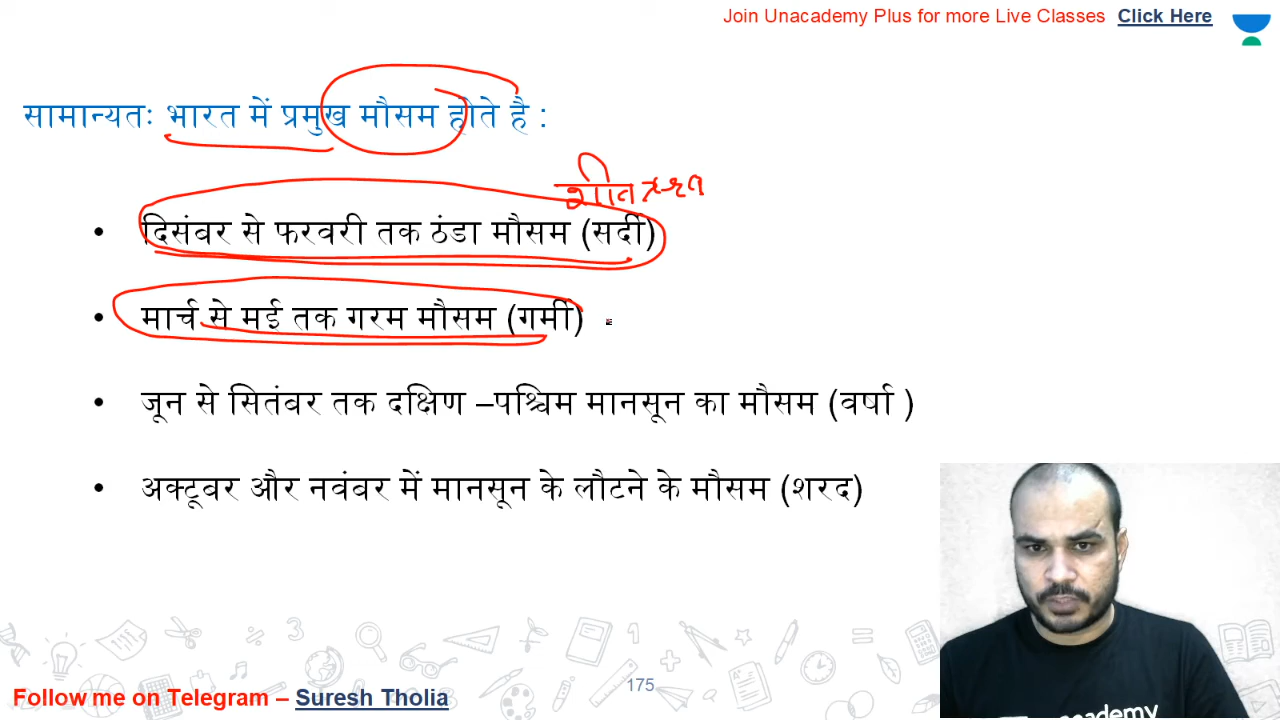 Join Unacademy Plus for more Live Classes Click Here
सामान्यतः भारत में प्रमुख मौसम होते है :
शीत ऋतु
• दिसंबर से फरवरी तक ठंडा मौसम (सर्दी)
• मार्च से मई तक गरम मौसम (गर्मी)
• जून से सितंबर तक दक्षिण –पश्चिम मानसून का मौसम (वर्षा )
• अक्टूबर और नवंबर में मानसून के लौटने के मौसम (शरद)
175
Follow me on Telegram – Suresh Tholia